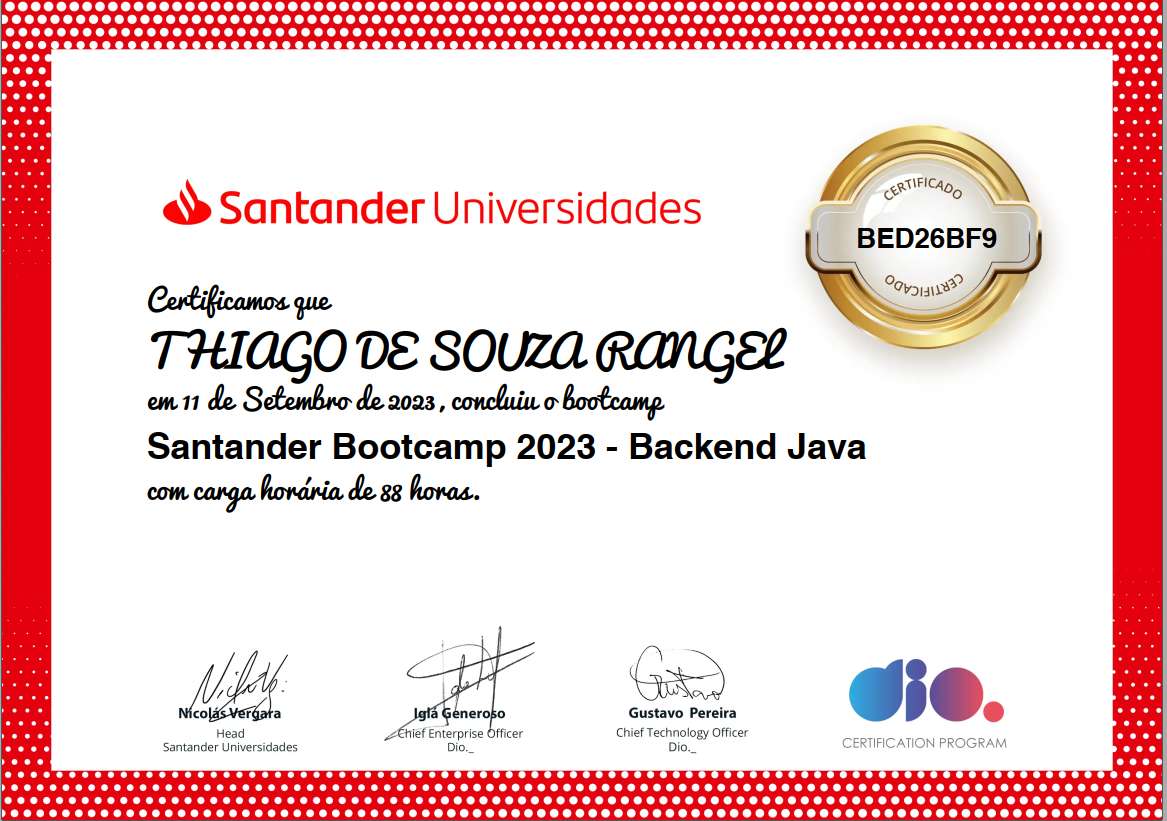 Santander Universidades
CERTIFICADO
BED26BF9
CERTIFICADO
Certificamos que
THIAGO DE SOUZA RANGEL
em 11 de Setembro de 2023, concluiu o bootcamp
Santander Bootcamp 2023 - Backend Java
com carga horária de 88 horas.
Nicolás Vergara
Head
Santander Universidades
Iglá Generoso
Chief Enterprise Officer
Dio._
Gustavo Pereira
Chief Technology Officer
Dio._
dio.
CERTIFICATION PROGRAM